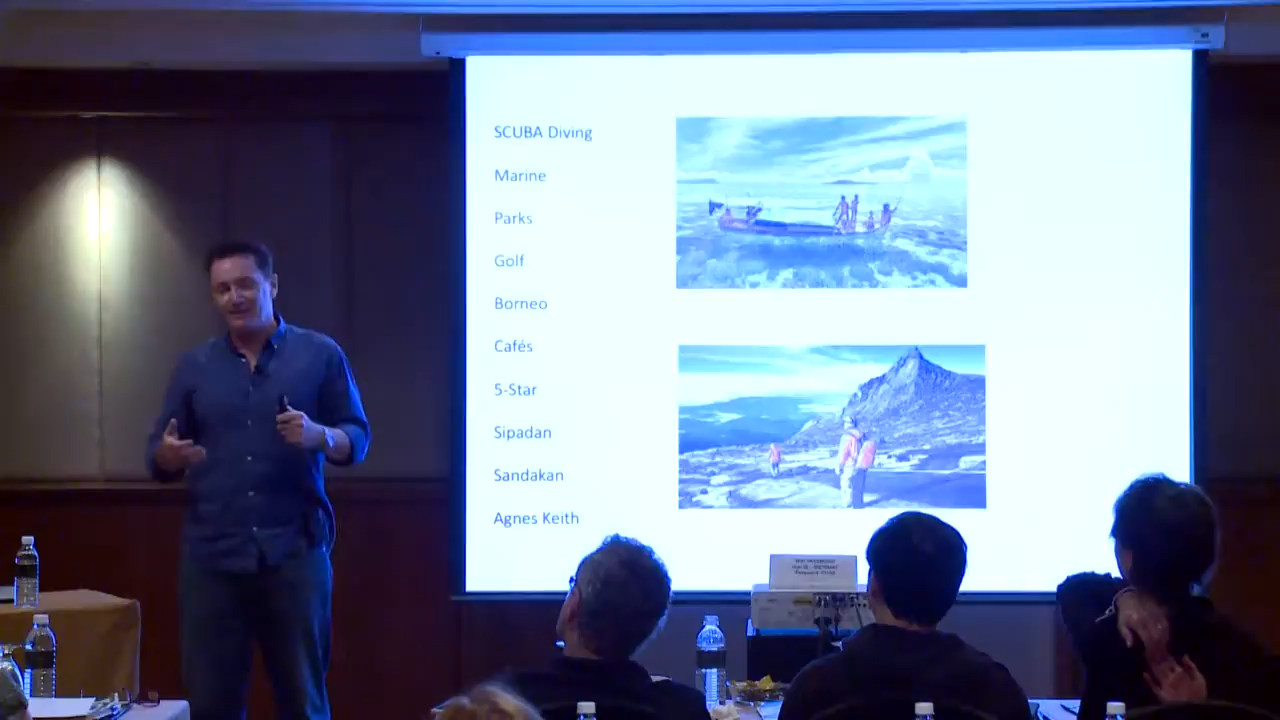 SCUBA Diving
Marine
Parks
Golf
Borneo
Cafés
5-Star
Sipadan
Sandakan
Agnes Keith